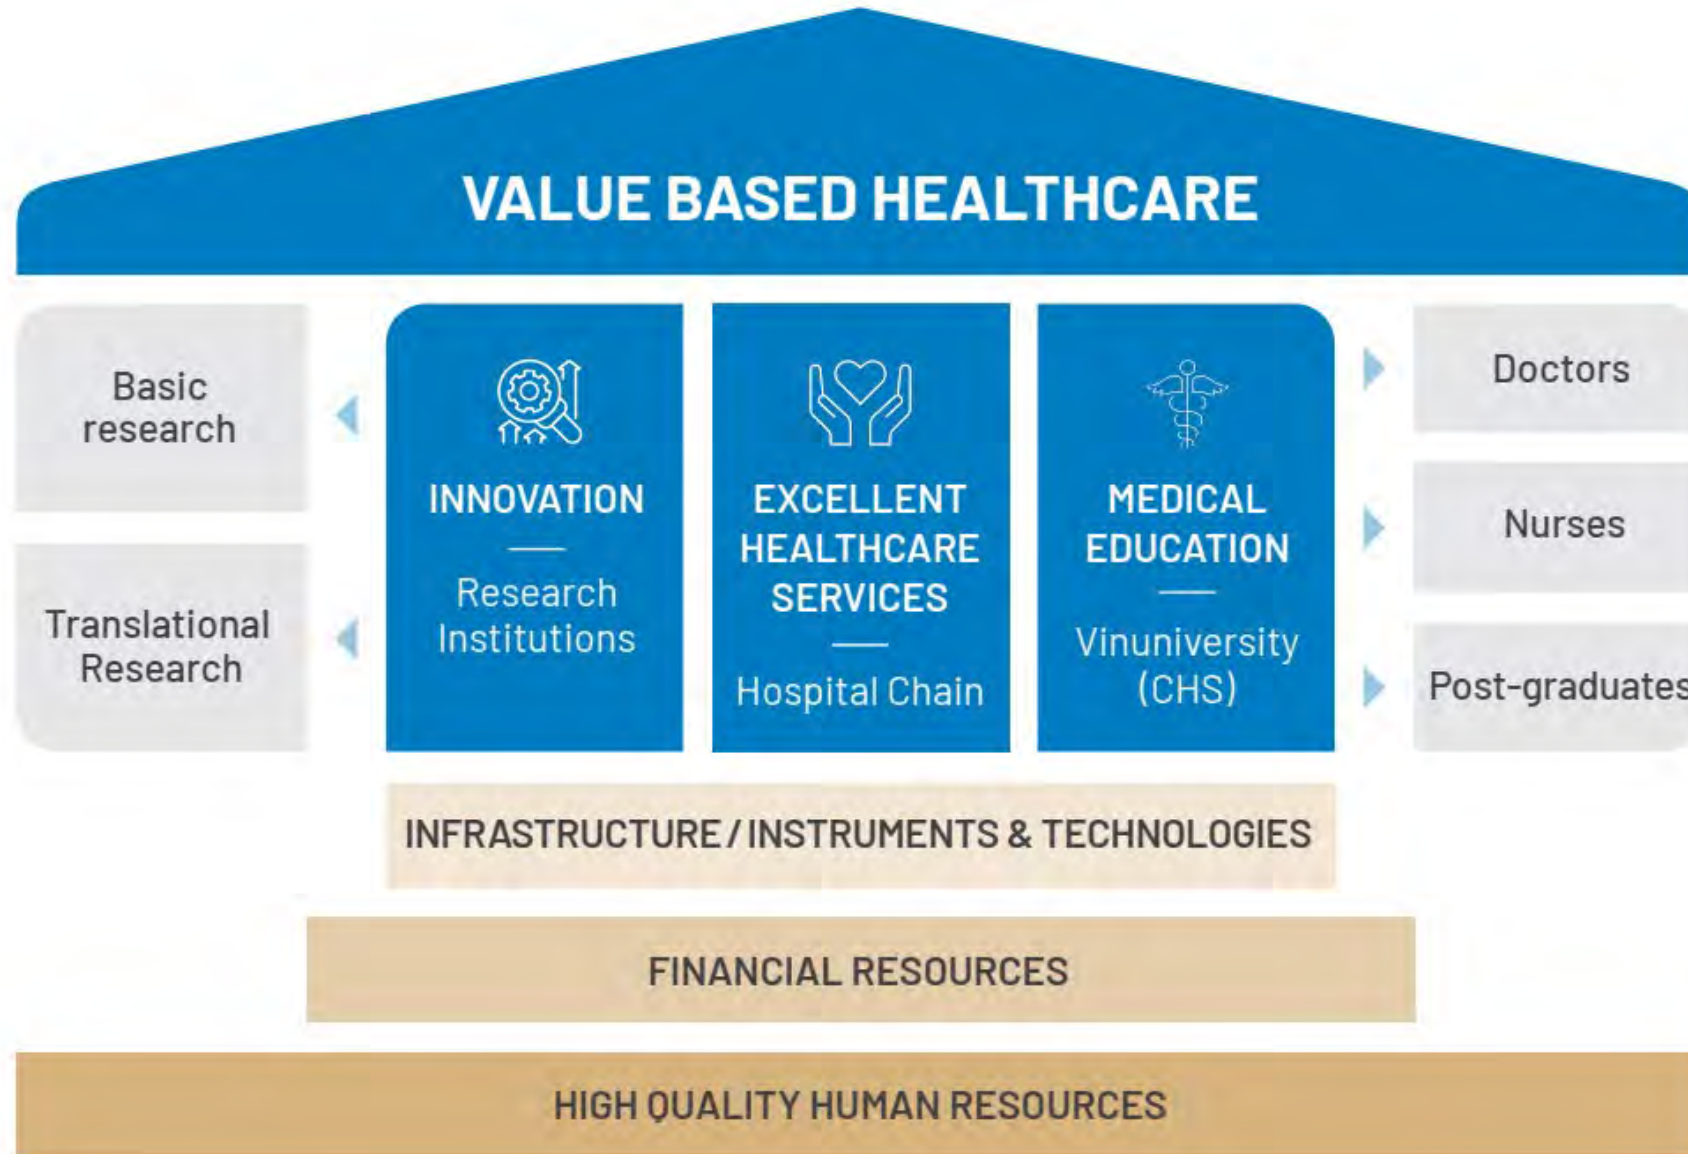 VALUE BASED HEALTHCARE
Basic
research
Translational
Research
INNOVATION
Research
Institutions
EXCELLENT
HEALTHCARE
SERVICES
Hospital Chain
MEDICAL
EDUCATION
Vinuniversity
(CHS)
Doctors
Nurses
Post-graduates
INFRASTRUCTURE/INSTRUMENTS & TECHNOLOGIES
FINANCIAL RESOURCES
HIGH QUALITY HUMAN RESOURCES